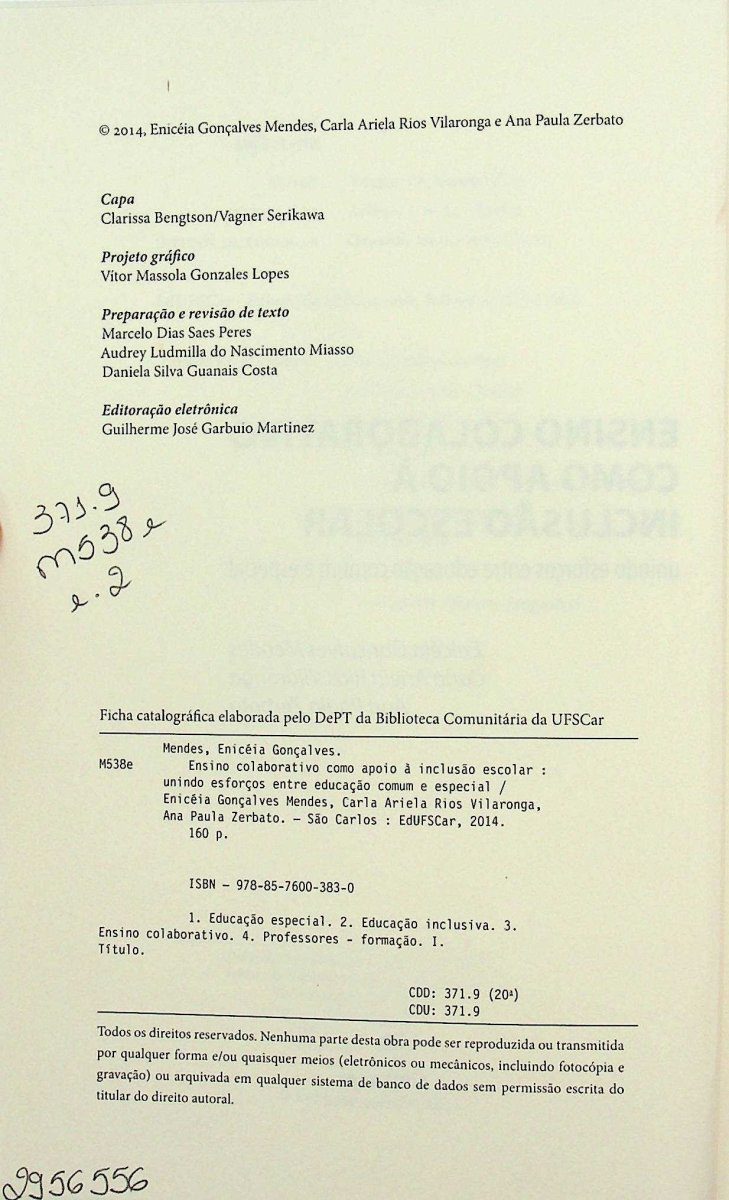 © 2014, Enicéia Gonçalves Mendes, Carla Ariela Rios Vilaronga e Ana Paula Zerbato
Capa
Clarissa Bengtson/Vagner Serikawa
Projeto gráfico
Vítor Massola Gonzales Lopes
Preparação e revisão de texto
Marcelo Dias Saes Peres
Audrey Ludmilla do Nascimento Miasso
Daniela Silva Guanais Costa
Editoração eletrônica
Guilherme José Garbuio Martinez
371.9
M538e
e.2
Ficha catalográfica elaborada pelo DePT da Biblioteca Comunitária da UFSCar
Mendes, Enicéia Gonçalves.
M538e Ensino colaborativo como apoio à inclusão escolar :
unindo esforços entre educação comum e especial /
Enicéia Gonçalves Mendes, Carla Ariela Rios Vilaronga,
Ana Paula Zerbato. – São Carlos : EdUFSCar, 2014.
160 p.
ISBN – 978-85-7600-383-0
1. Educação especial. 2. Educação inclusiva. 3.
Ensino colaborativo. 4. Professores - formação. I.
Título.
CDD: 371.9 (20ª)
CDU: 371.9
Todos os direitos reservados. Nenhuma parte desta obra pode ser reproduzida ou transmitida
por qualquer forma e/ou quaisquer meios (eletrônicos ou mecânicos, incluindo fotocópia e
gravação) ou arquivada em qualquer sistema de banco de dados sem permissão escrita do
titular do direito autoral.
2956556